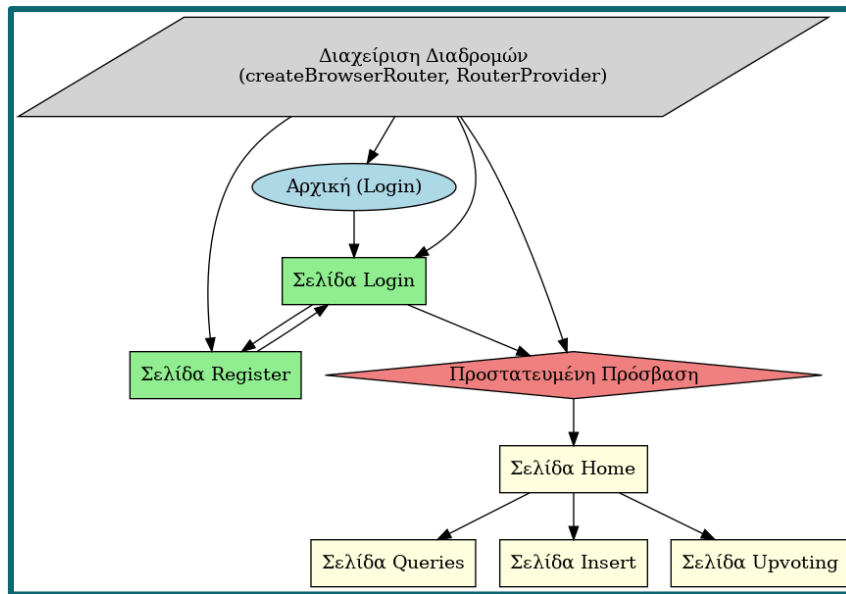 Διαχείριση Διαδρομών
(createBrowserRouter, RouterProvider)
Αρχική (Login)
Σελίδα Login
Σελίδα Register
Προστατευμένη Πρόσβαση
Σελίδα Home
Σελίδα Queries
Σελίδα Insert
Σελίδα Upvoting